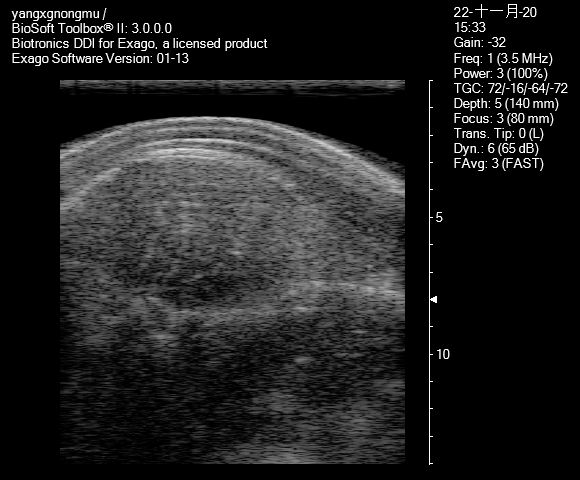 yangxgnongmu /
BioSoft Toolbox® II: 3.0.0.0
Biotronics DDI for Exago, a licensed product
Exago Software Version: 01-13
22-十一月-20
15:33
Gain: -32
Freq: 1 (3.5 MHz)
Power: 3 (100%)
TGC: 72/-16/-64/-72
Depth: 5 (140 mm)
Focus: 3 (80 mm)
Trans. Tip: 0 (L)
Dyn.: 6 (65 dB)
FAvg: 3 (FAST)
5
10